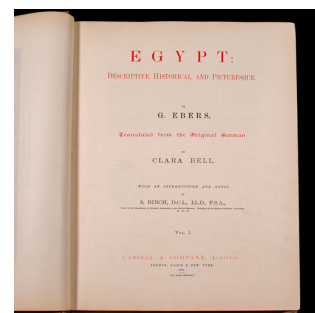 EGYPT:
DESCRIPTIVE, HISTORICAL, AND PICTURESQUE.
BY
G. EBERS.
Translated from the Original German
BY
CLARA BELL.
WITH AN INTRODUCTION AND NOTES
BY
S. BIRCH, D.C.L., LL.D., F.S.A.,
VOL. I.
CASSELL & COMPANY, LIMITED:
LONDON, PARIS & NEW YORK.